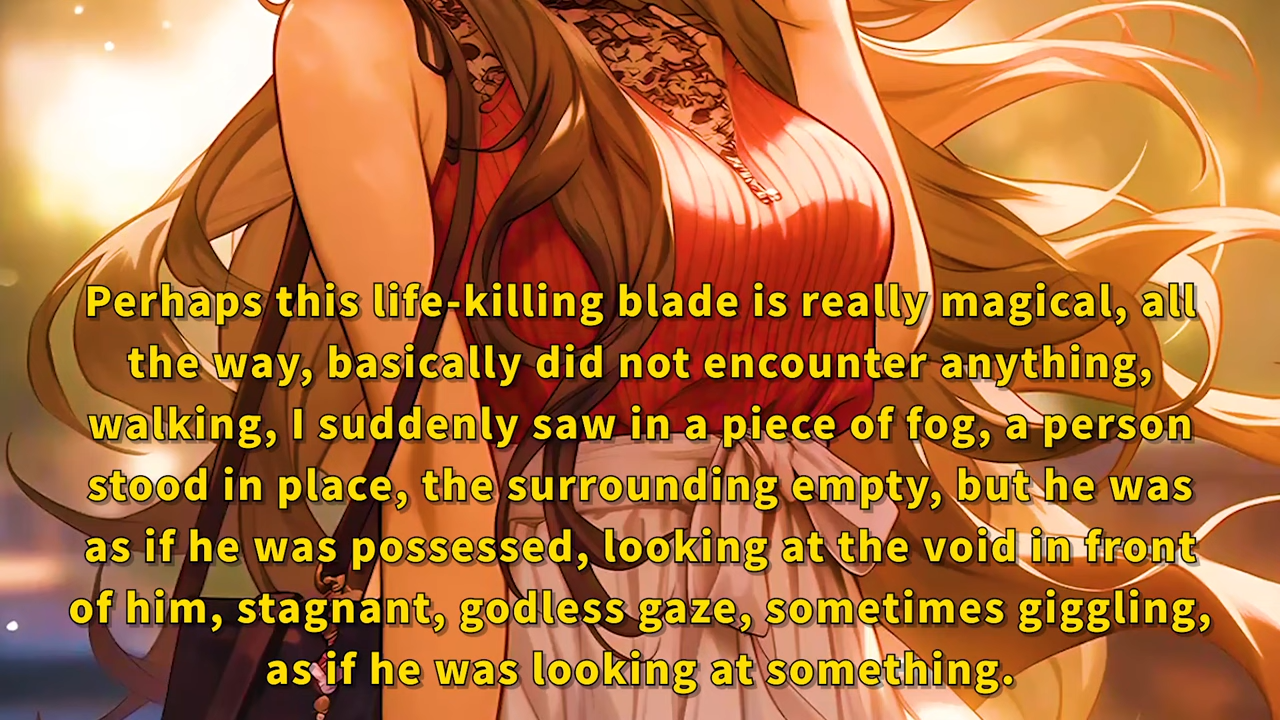 Perhaps this life-killing blade is really magical, all
the way, basically did not encounter anything,
walking, I suddenly saw in a piece of fog, a person
stood in place, the surrounding empty, but he was
as if he was possessed, looking at the void in front
of him, stagnant, godless gaze, sometimes giggling,
as if he was looking at something.